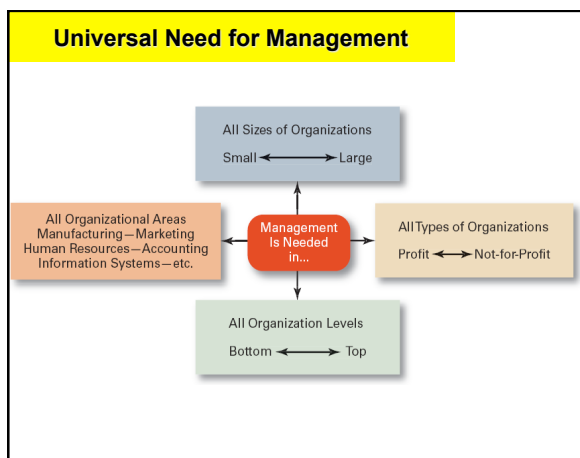 Universal Need for Management
All Sizes of Organizations
Small Large
All Organizational Areas
Manufacturing—Marketing
Human Resources—Accounting
Information Systems—etc.
Management
Is Needed
in...
All Types of Organizations
Profit Not-for-Profit
All Organization Levels
Bottom Top